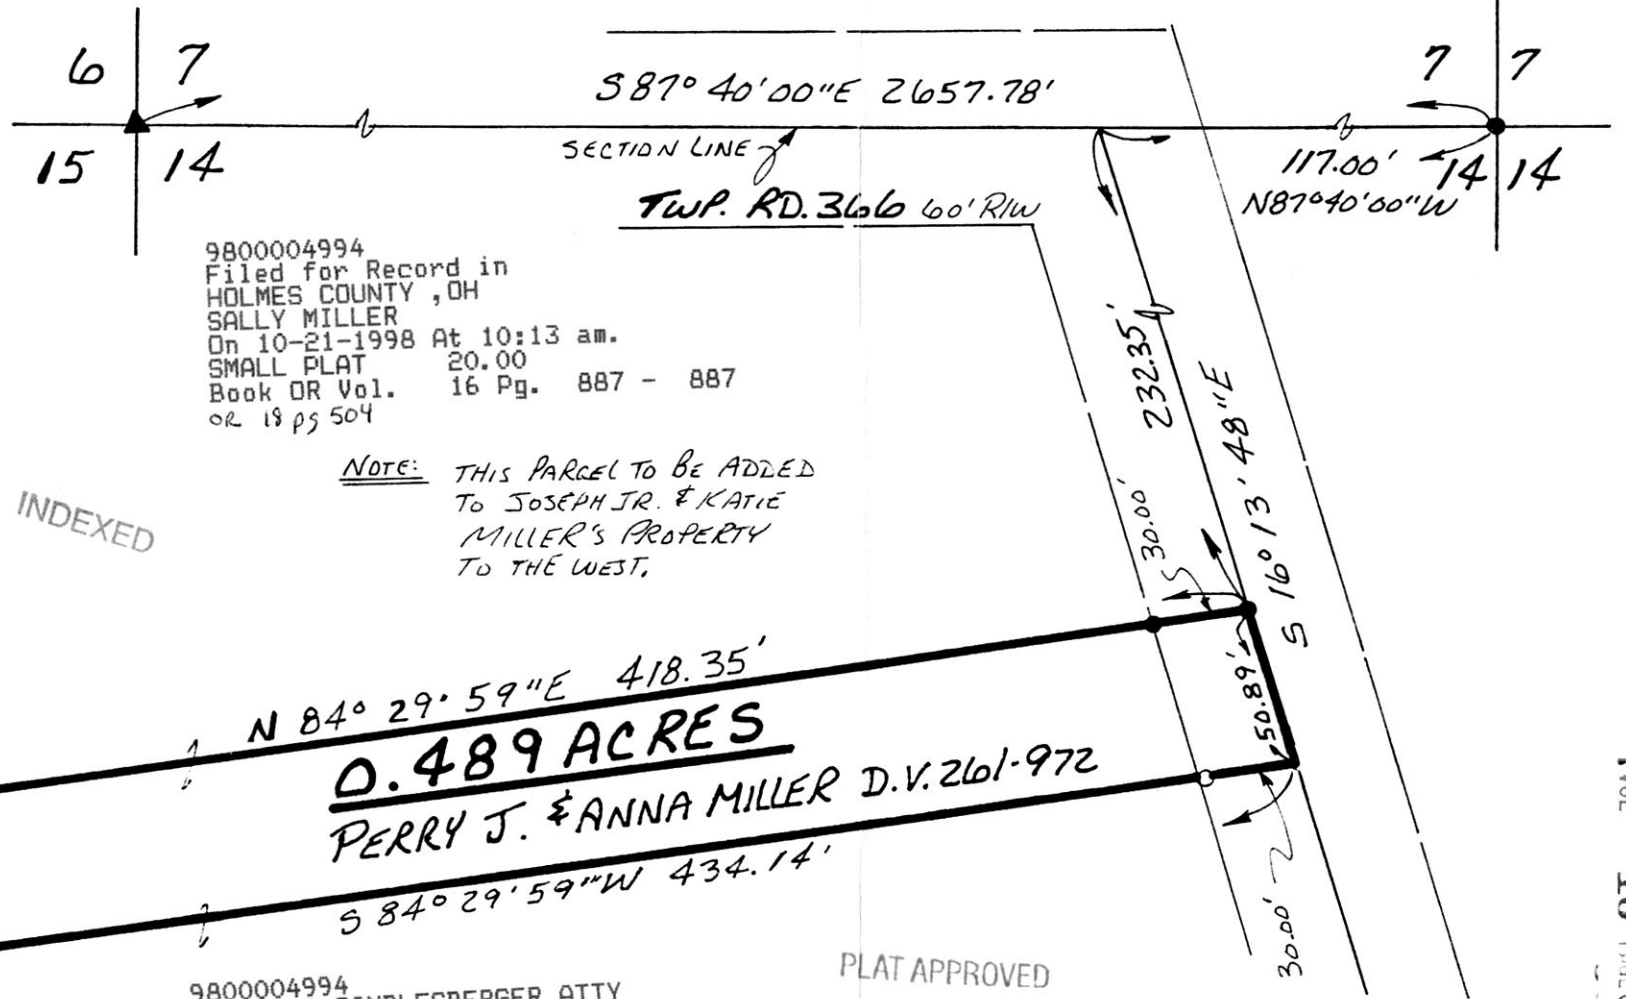 6 7
7 7
S 87° 40' 00" E 2657.78'
15 14
SECTION LINE
117.00'
14 14
N87°40'00"W
TWP. RD. 366 60' R/W
9800004994
Filed for Record in
HOLMES COUNTY ,OH
SALLY MILLER
On 10-21-1998 At 10:13 am.
SMALL PLAT 20.00
Book OR Vol. 16 Pg. 887 - 887
OR 18 pg 504
232.35'
S 16° 13' 48" E
NOTE: THIS PARCEL TO BE ADDED
TO JOSEPH JR. & KATIE
MILLER'S PROPERTY
TO THE WEST.
INDEXED
30.00'
N 84° 29' 59" E 418.35'
50.89'
0.489 ACRES
PERRY J. & ANNA MILLER D.V. 261-972
S 84° 29' 59" W 434.14'
30.00'
PLAT APPROVED
9800004994
ATTY